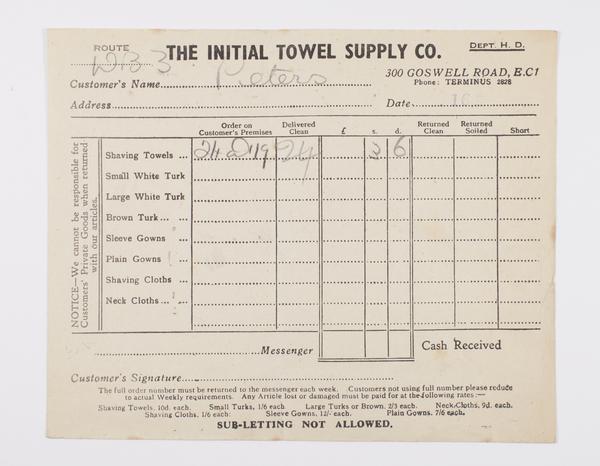 ROUTE THE INITIAL TOWEL SUPPLY CO. DEPT. H. D.
300 GOSWELL ROAD, E.C1
Phone: TERMINUS 2828
Customer's Name Pieters
Address Date
Order on Customer's Premises Delivered Clean £ s. d. Returned Clean Returned Soiled Short
Shaving Towels ... 24 24 3 6
Small White Turk
Large White Turk
Brown Turk ... ...
Sleeve Gowns ...
Plain Gowns ...
Shaving Cloths ...
Neck Cloths ... ...
NOTICE—We cannot be responsible for
Customers' Private Goods when returned
with our articles.
Messenger Cash Received
Customer's Signature
The full order number must be returned to the messenger each week. Customers not using full number please reduce
to actual Weekly requirements. Any Article lost or damaged must be paid for at the following rates:—
Shaving Towels, 10d. each. Small Turks, 1/6 each. Large Turks or Brown, 2/3 each. Neck Cloths, 9d. each.
Shaving Cloths, 1/6 each. Sleeve Gowns, 12/- each. Plain Gowns, 7/6 each.
SUB-LETTING NOT ALLOWED.